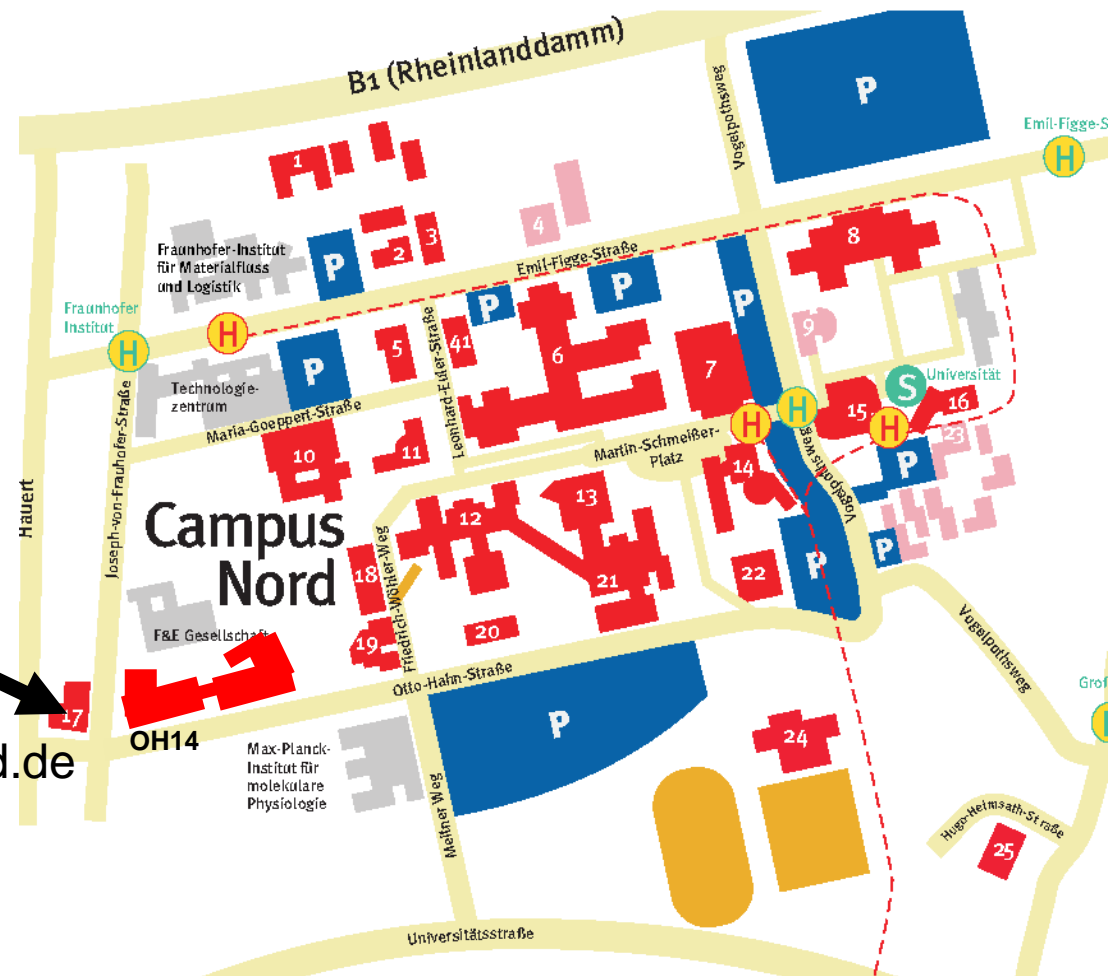 B1 (Rheinlanddamm)
Vogelpothsweg
P
Emil-Figge-S
H
1
4
3
2
8
Fraunhofer-Institut
für Materialfluss
und Logistik
P
Emil-Figge-Straße
P
P
P
Fraunhofer
Institut
H
H
9
5
41
6
7
Leonhard-Euler-Straße
Technologie-
zentrum
P
S
Universität
Maria-Goeppert-Straße
H
H
15
H
16
23
10
11
Martin-Schmeißer-
Platz
14
P
Vogelpothsweg
Hauert
Joseph-von-Frauhofer-Straße
Campus
Nord
12
13
P
P
18
21
22
Friedrich-Wöhler-Weg
F&E Gesellschaft
19
20
Vogelpothsweg
Otto-Hahn-Straße
17
OH14
d.de
P
Grof
24
Max-Planck-
Institut für
molekulare
Physiologie
Meitner Weg
Hugo-Heimsath-Straße
25
Universitätsstraße